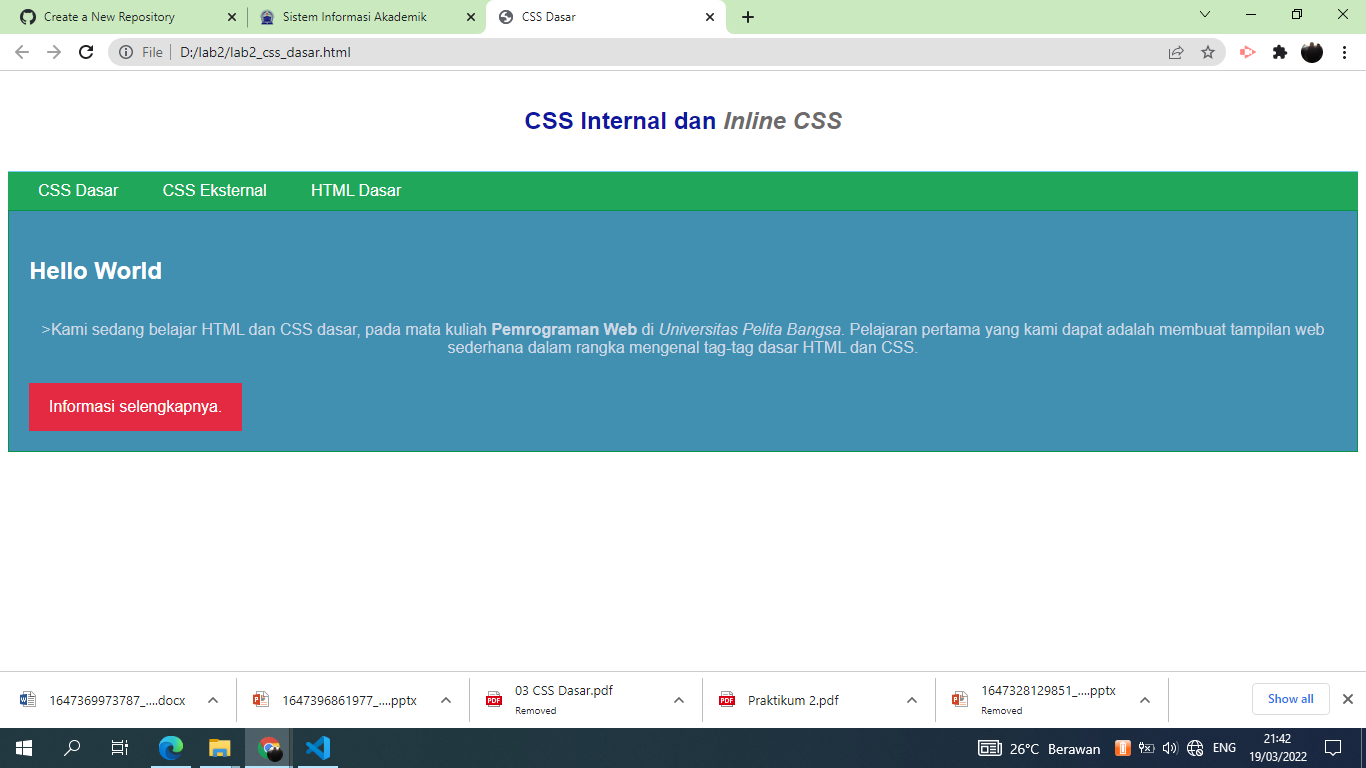 Create a New Repository
Sistem Informasi Akademik
CSS Dasar
File
D:/lab2/lab2_css_dasar.html
CSS Internal dan Inline CSS
CSS Dasar CSS Eksternal HTML Dasar
Hello World
>Kami sedang belajar HTML dan CSS dasar, pada mata kuliah Pemrograman Web di Universitas Pelita Bangsa. Pelajaran pertama yang kami dapat adalah membuat tampilan web
sederhana dalam rangka mengenal tag-tag dasar HTML dan CSS.
Informasi selengkapnya.
1647369973787_....docx
1647396861977_....pptx
03 CSS Dasar.pdf
Removed
Praktikum 2.pdf
1647328129851_....pptx
Removed
Show all
26°C Berawan
ENG
21:42
19/03/2022